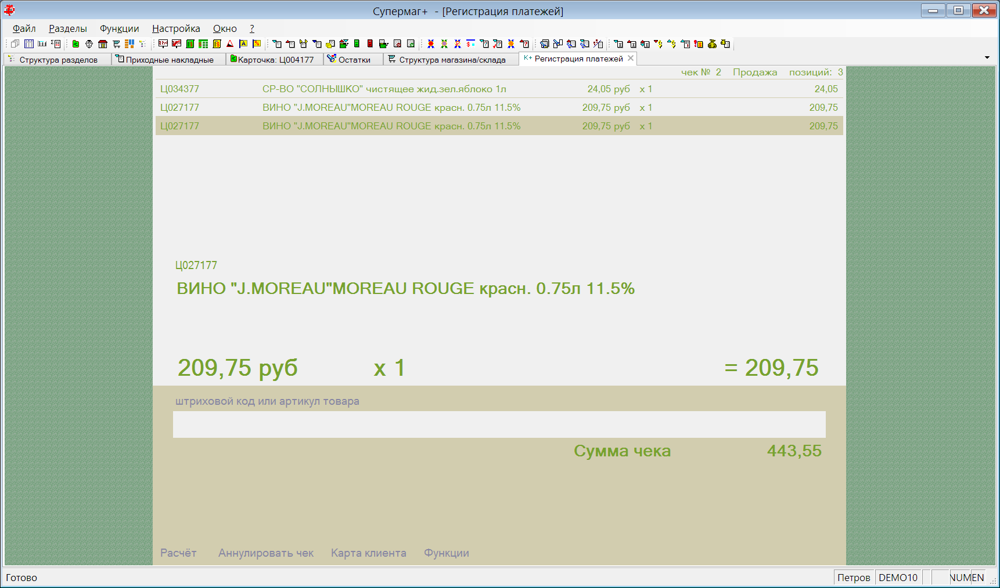 Супермаг+ - [Регистрация платежей]
Файл Разделы Функции Настройка Окно ?
Структура разделов Приходные накладные Карточка: Ц004177 Остатки Структура магазина/склада К+ Регистрация платежей
чек № 2 Продажа позиций: 3
Ц034377 СР-ВО "СОЛНЫШКО" чистящее жид.зел.яблоко 1л 24,05 руб x 1 24,05
Ц027177 ВИНО "J.MOREAU"MOREAU ROUGE красн. 0.75л 11.5% 209,75 руб x 1 209,75
Ц027177 ВИНО "J.MOREAU"MOREAU ROUGE красн. 0.75л 11.5% 209,75 руб x 1 209,75
Ц027177
ВИНО "J.MOREAU"MOREAU ROUGE красн. 0.75л 11.5%
209,75 руб x 1 = 209,75
штриховой код или артикул товара
Сумма чека 443,55
Расчёт Аннулировать чек Карта клиента Функции
Готово Петров DEMO10 NUM EN